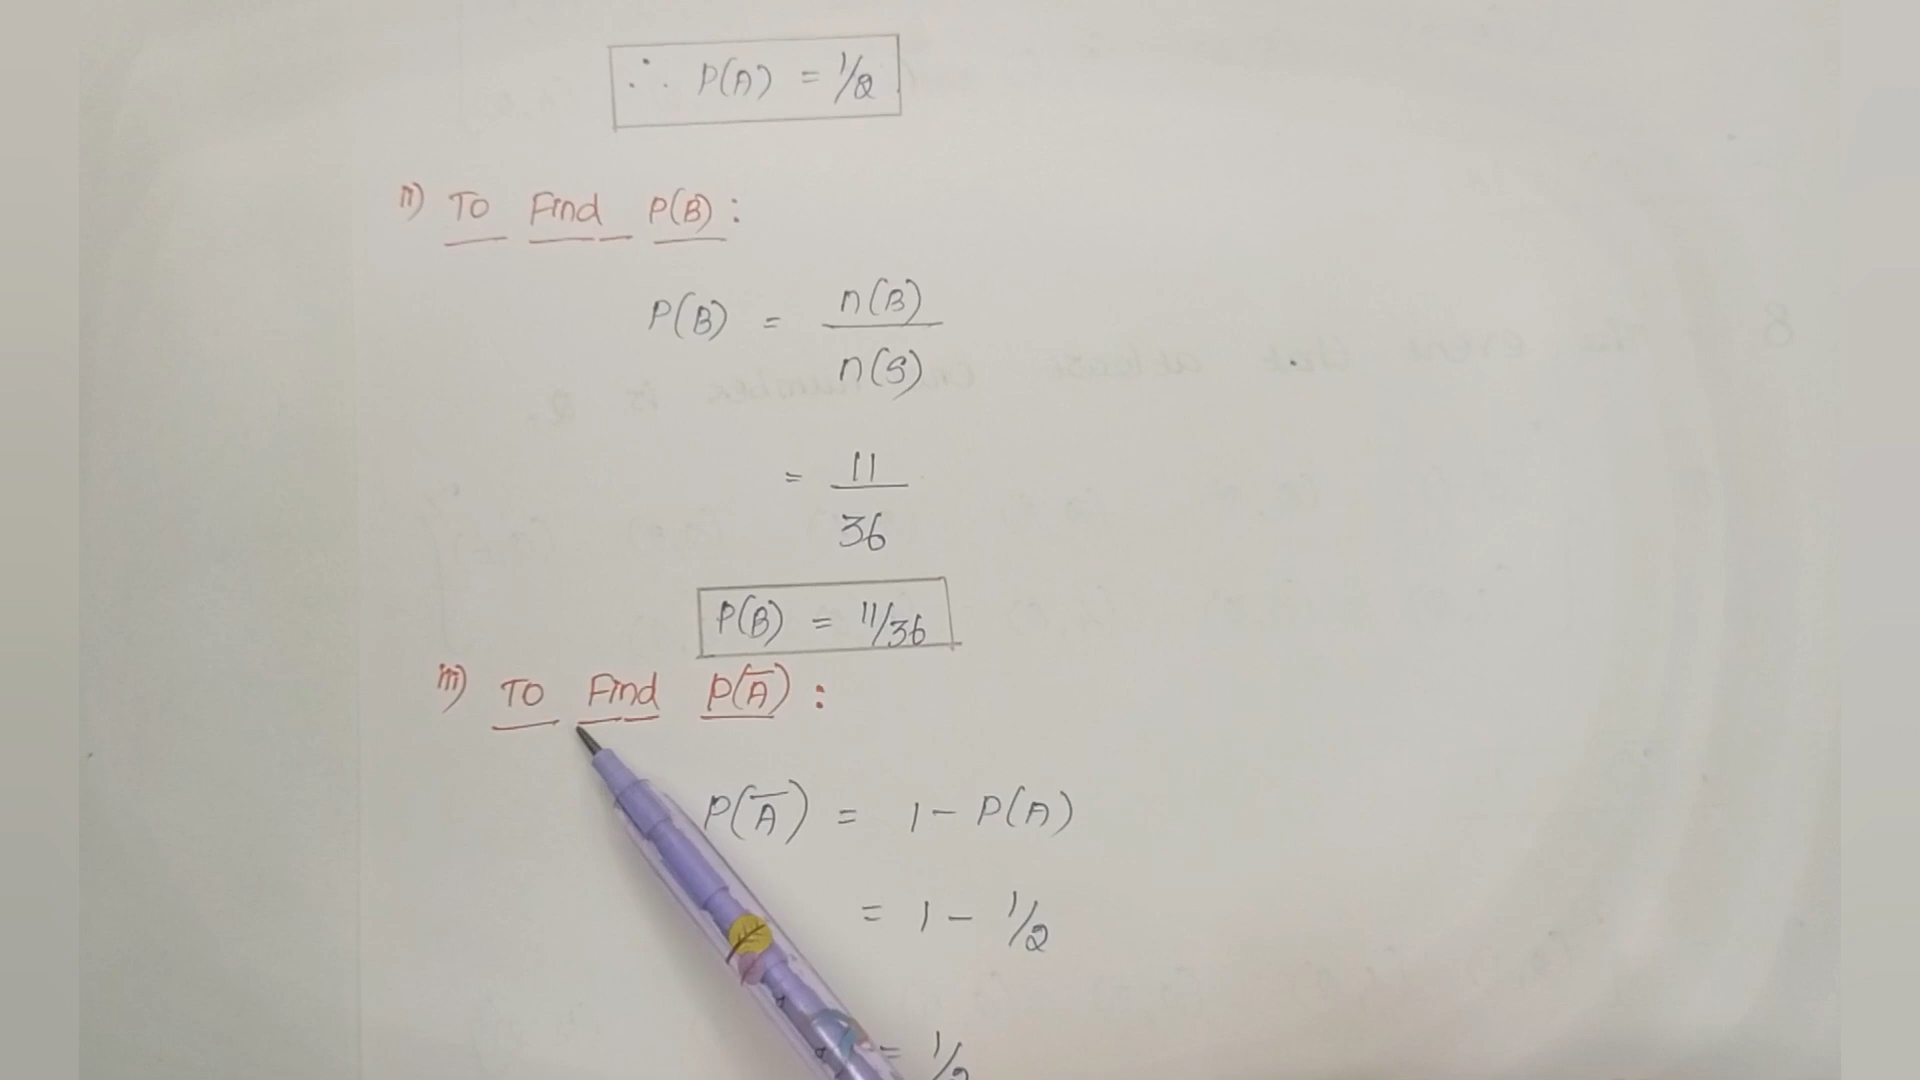 ∴ P(A) = 1/2
ii) To Find P(B):
P(B) = n(B)
n(S)
= 11
36
P(B) = 11/36
iii) To Find P(A̅):
P(A̅) = 1 - P(A)
= 1 - 1/2
= 1/2